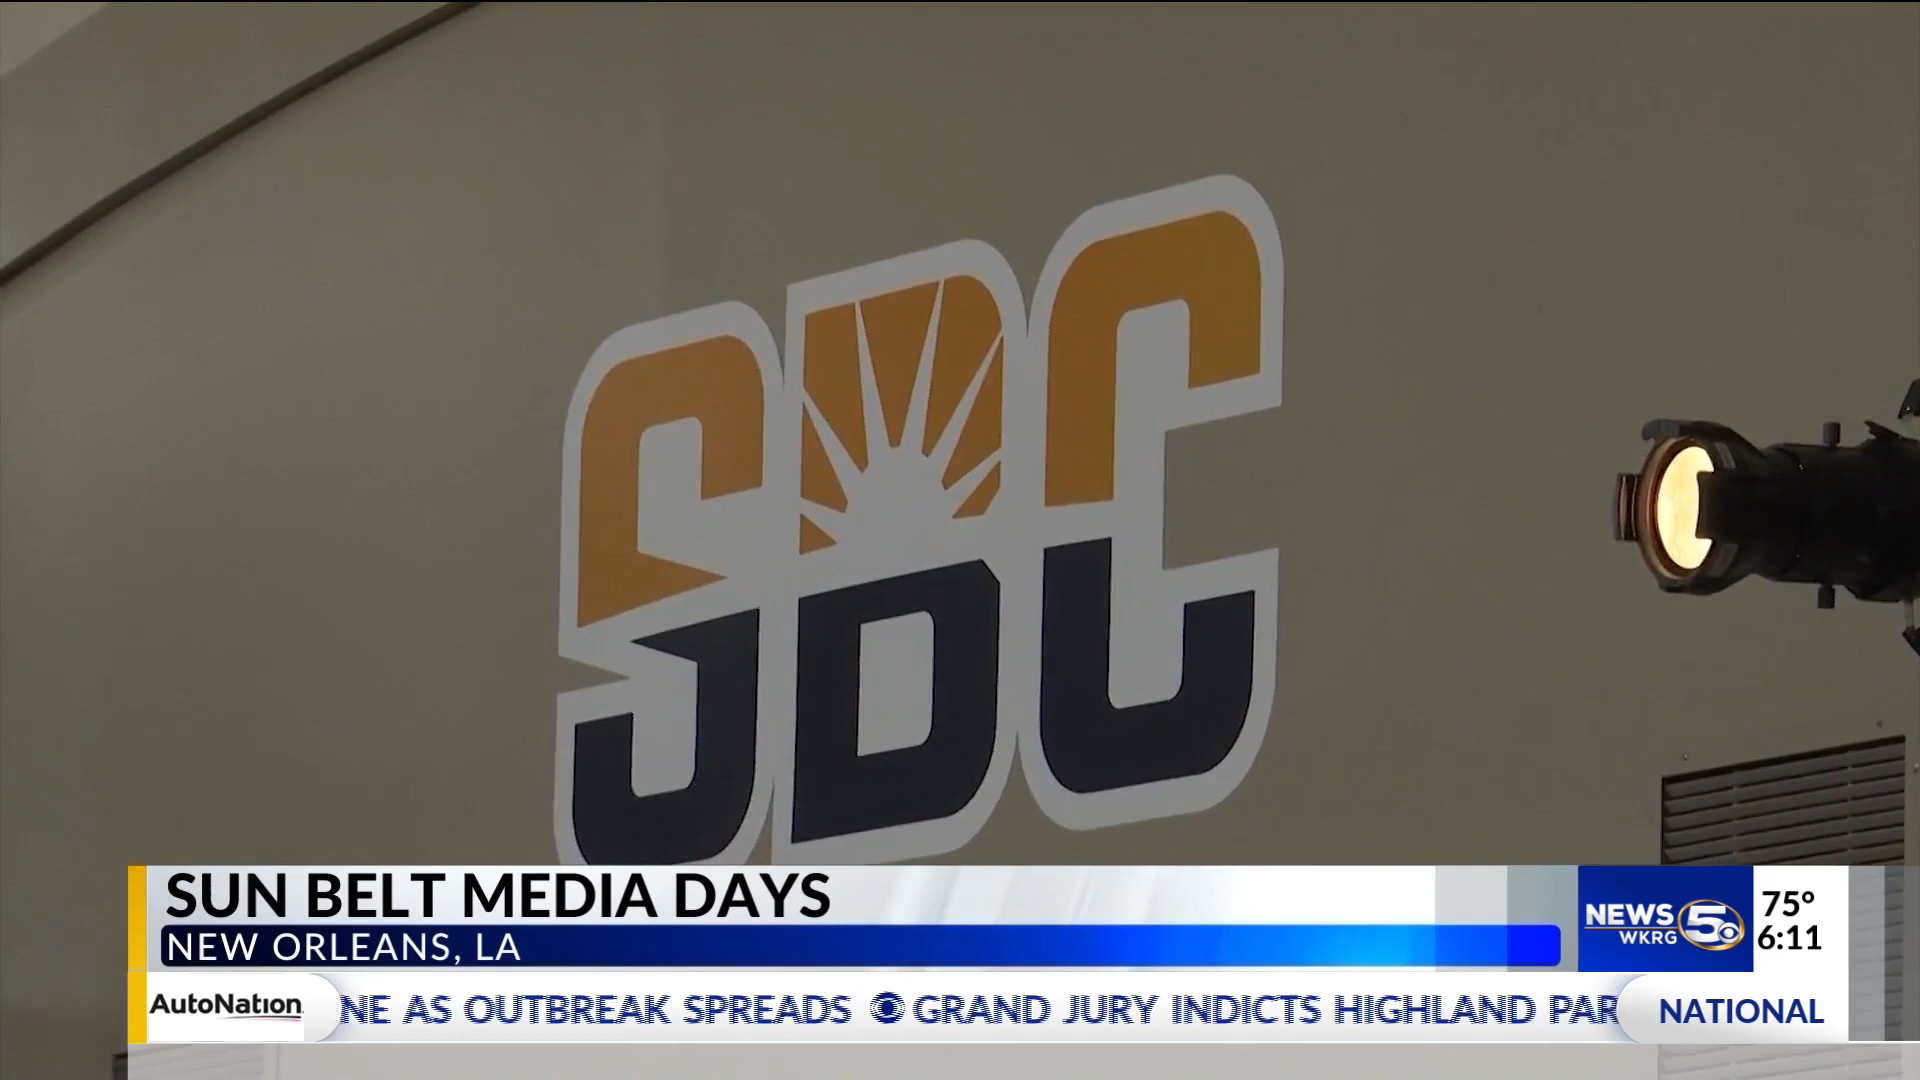 SBC
SUN BELT MEDIA DAYS
NEW ORLEANS, LA
NEWS 5
WKRG
75°
6:11
AutoNation
NE AS OUTBREAK SPREADS GRAND JURY INDICTS HIGHLAND PAR
NATIONAL